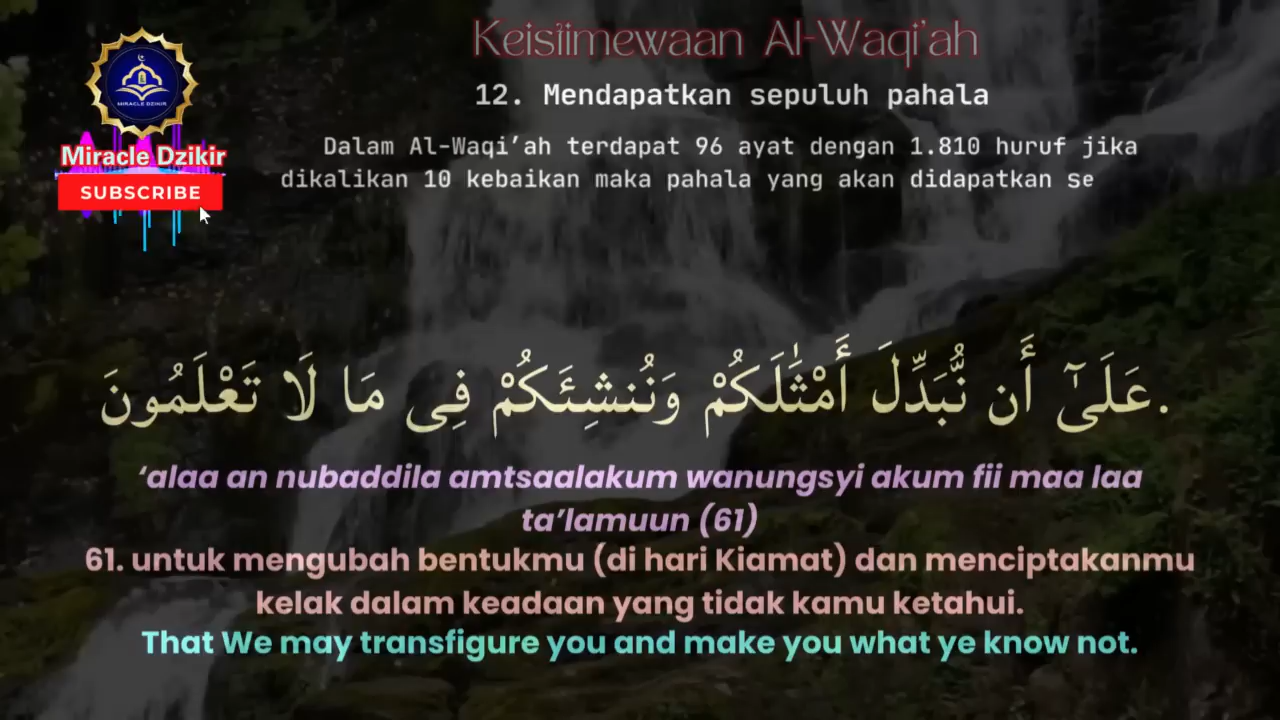 Keistimewaan Al-Waqi'ah
12. Mendapatkan sepuluh pahala
Dalam Al-Waqi’ah terdapat 96 ayat dengan 1.810 huruf jika
dikalikan 10 kebaikan maka pahala yang akan didapatkan se
MIRACLE DZIKIR
Miracle Dzikir
SUBSCRIBE
عَلَىٰٓ أَن نُّبَدِّلَ أَمْثَٰلَكُمْ وَنُنشِئَكُمْ فِى مَا لَا تَعْلَمُونَ.
‘alaa an nubaddila amtsaalakum wanungsyi akum fii maa laa
ta’lamuun (61)
61. untuk mengubah bentukmu (di hari Kiamat) dan menciptakanmu
kelak dalam keadaan yang tidak kamu ketahui.
That We may transfigure you and make you what ye know not.